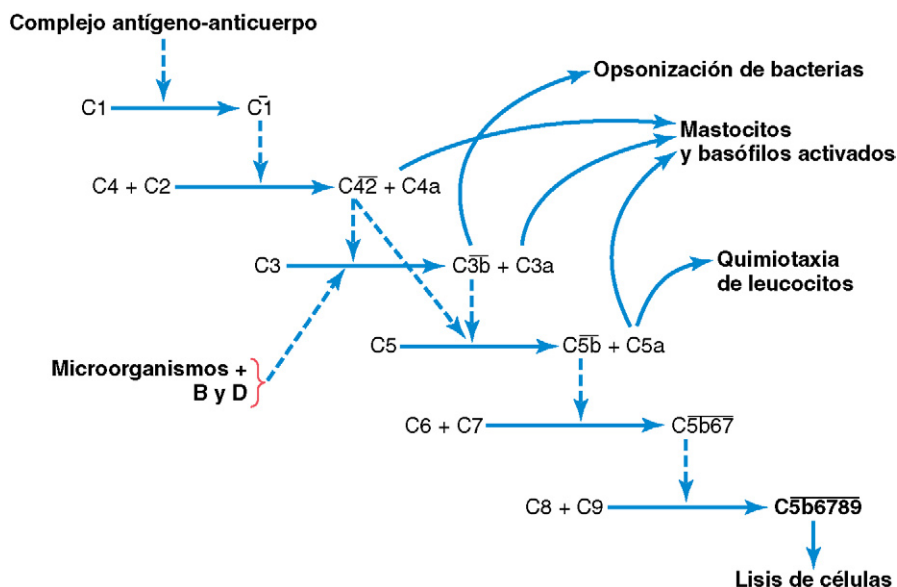 Complejo antígeno-anticuerpo
Opsonización de bacterias
C1 C1̅
Mastocitos
y basófilos activados
C4 + C2 C4̅2̅ + C4a
C3 C3̅b̅ + C3a
Quimiotaxia
de leucocitos
C5 C5̅b̅ + C5a
Microorganismos +
B y D
C6 + C7 C5̅b̅6̅7̅
C8 + C9 C5̅b̅6̅7̅8̅9̅
Lisis de células